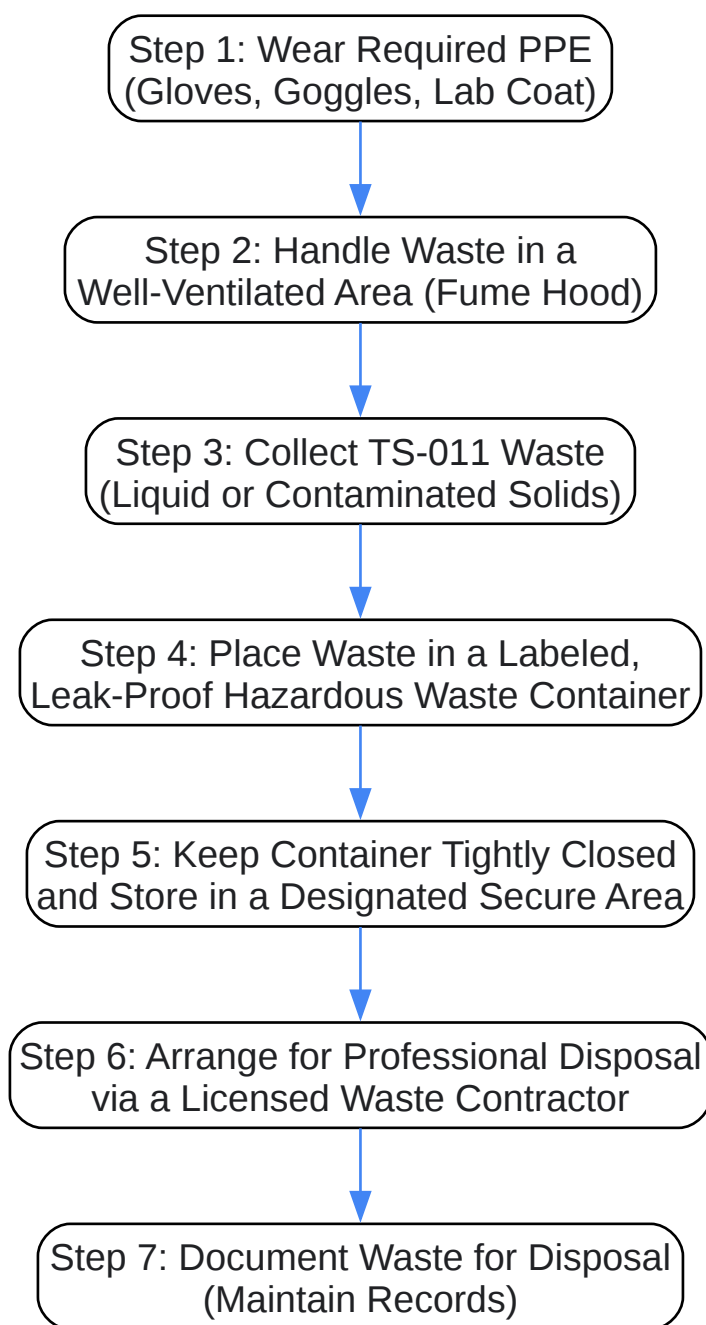 Step 1: Wear Required PPE
(Gloves, Goggles, Lab Coat)
Step 2: Handle Waste in a
Well-Ventilated Area (Fume Hood)
Step 3: Collect TS-011 Waste
(Liquid or Contaminated Solids)
Step 4: Place Waste in a Labeled,
Leak-Proof Hazardous Waste Container
Step 5: Keep Container Tightly Closed
and Store in a Designated Secure Area
Step 6: Arrange for Professional Disposal
via a Licensed Waste Contractor
Step 7: Document Waste for Disposal
(Maintain Records)